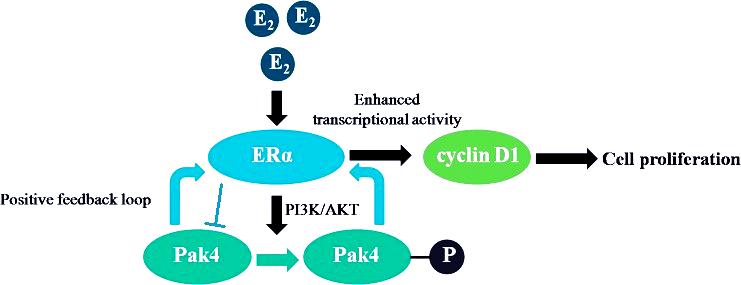 E2
E2
E2
Enhanced
transcriptional activity
ERα
cyclin D1
Cell proliferation
Positive feedback loop
PI3K/AKT
Pak4
Pak4
P